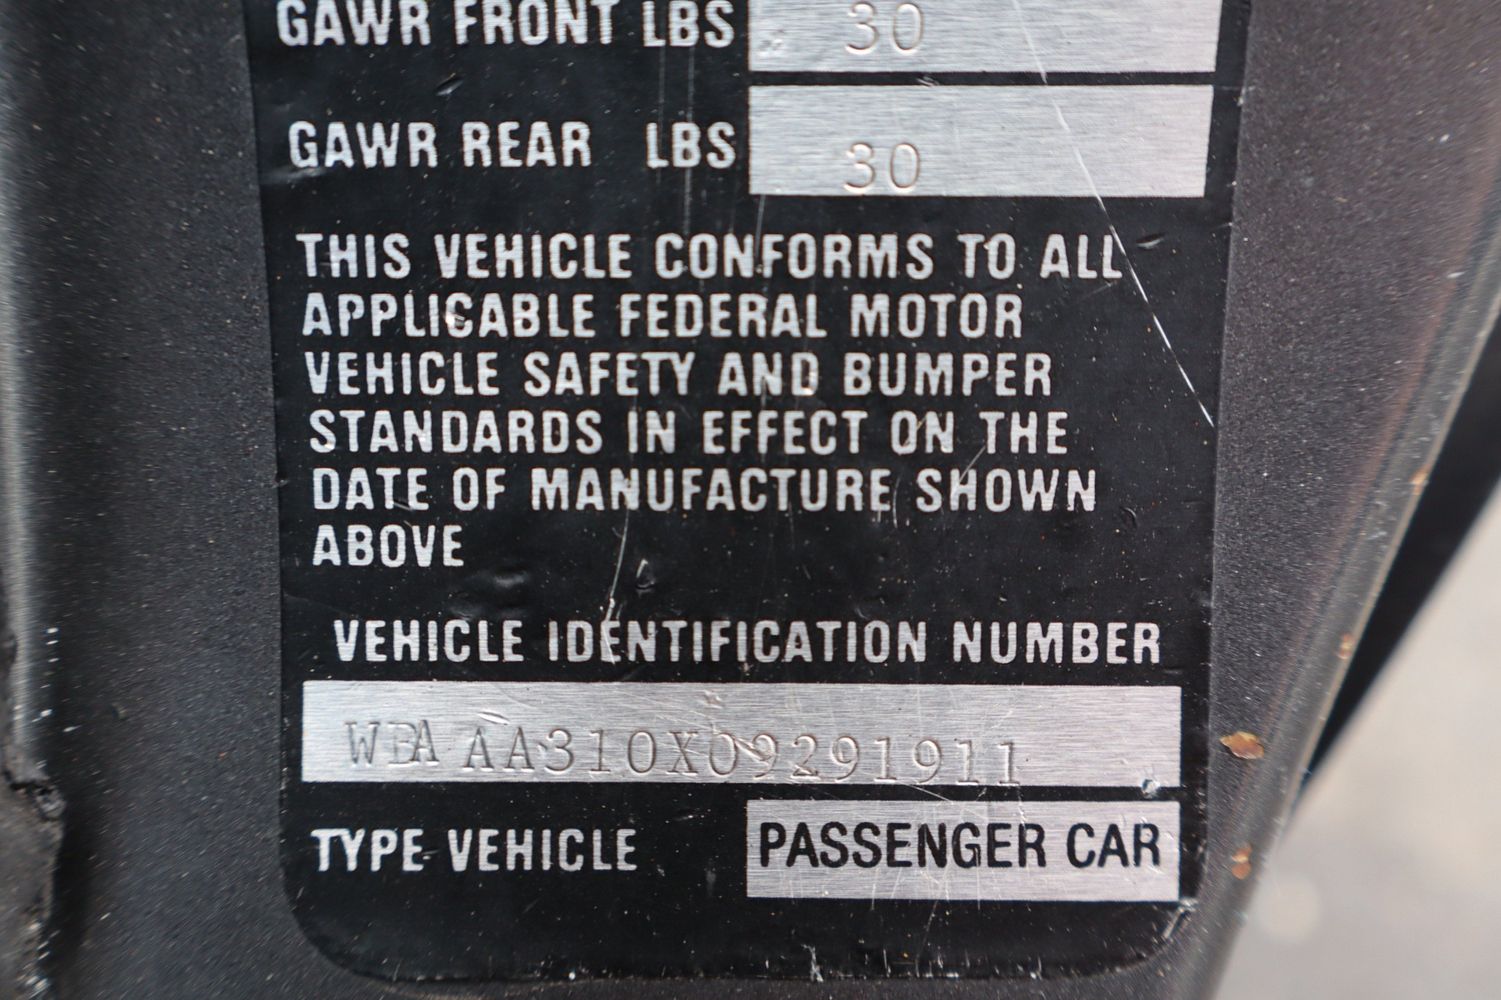 GAWR FRONT LBS 30
GAWR REAR LBS 30
THIS VEHICLE CONFORMS TO ALL
APPLICABLE FEDERAL MOTOR
VEHICLE SAFETY AND BUMPER
STANDARDS IN EFFECT ON THE
DATE OF MANUFACTURE SHOWN
ABOVE
VEHICLE IDENTIFICATION NUMBER
WBAAA310X09291911
TYPE VEHICLE PASSENGER CAR